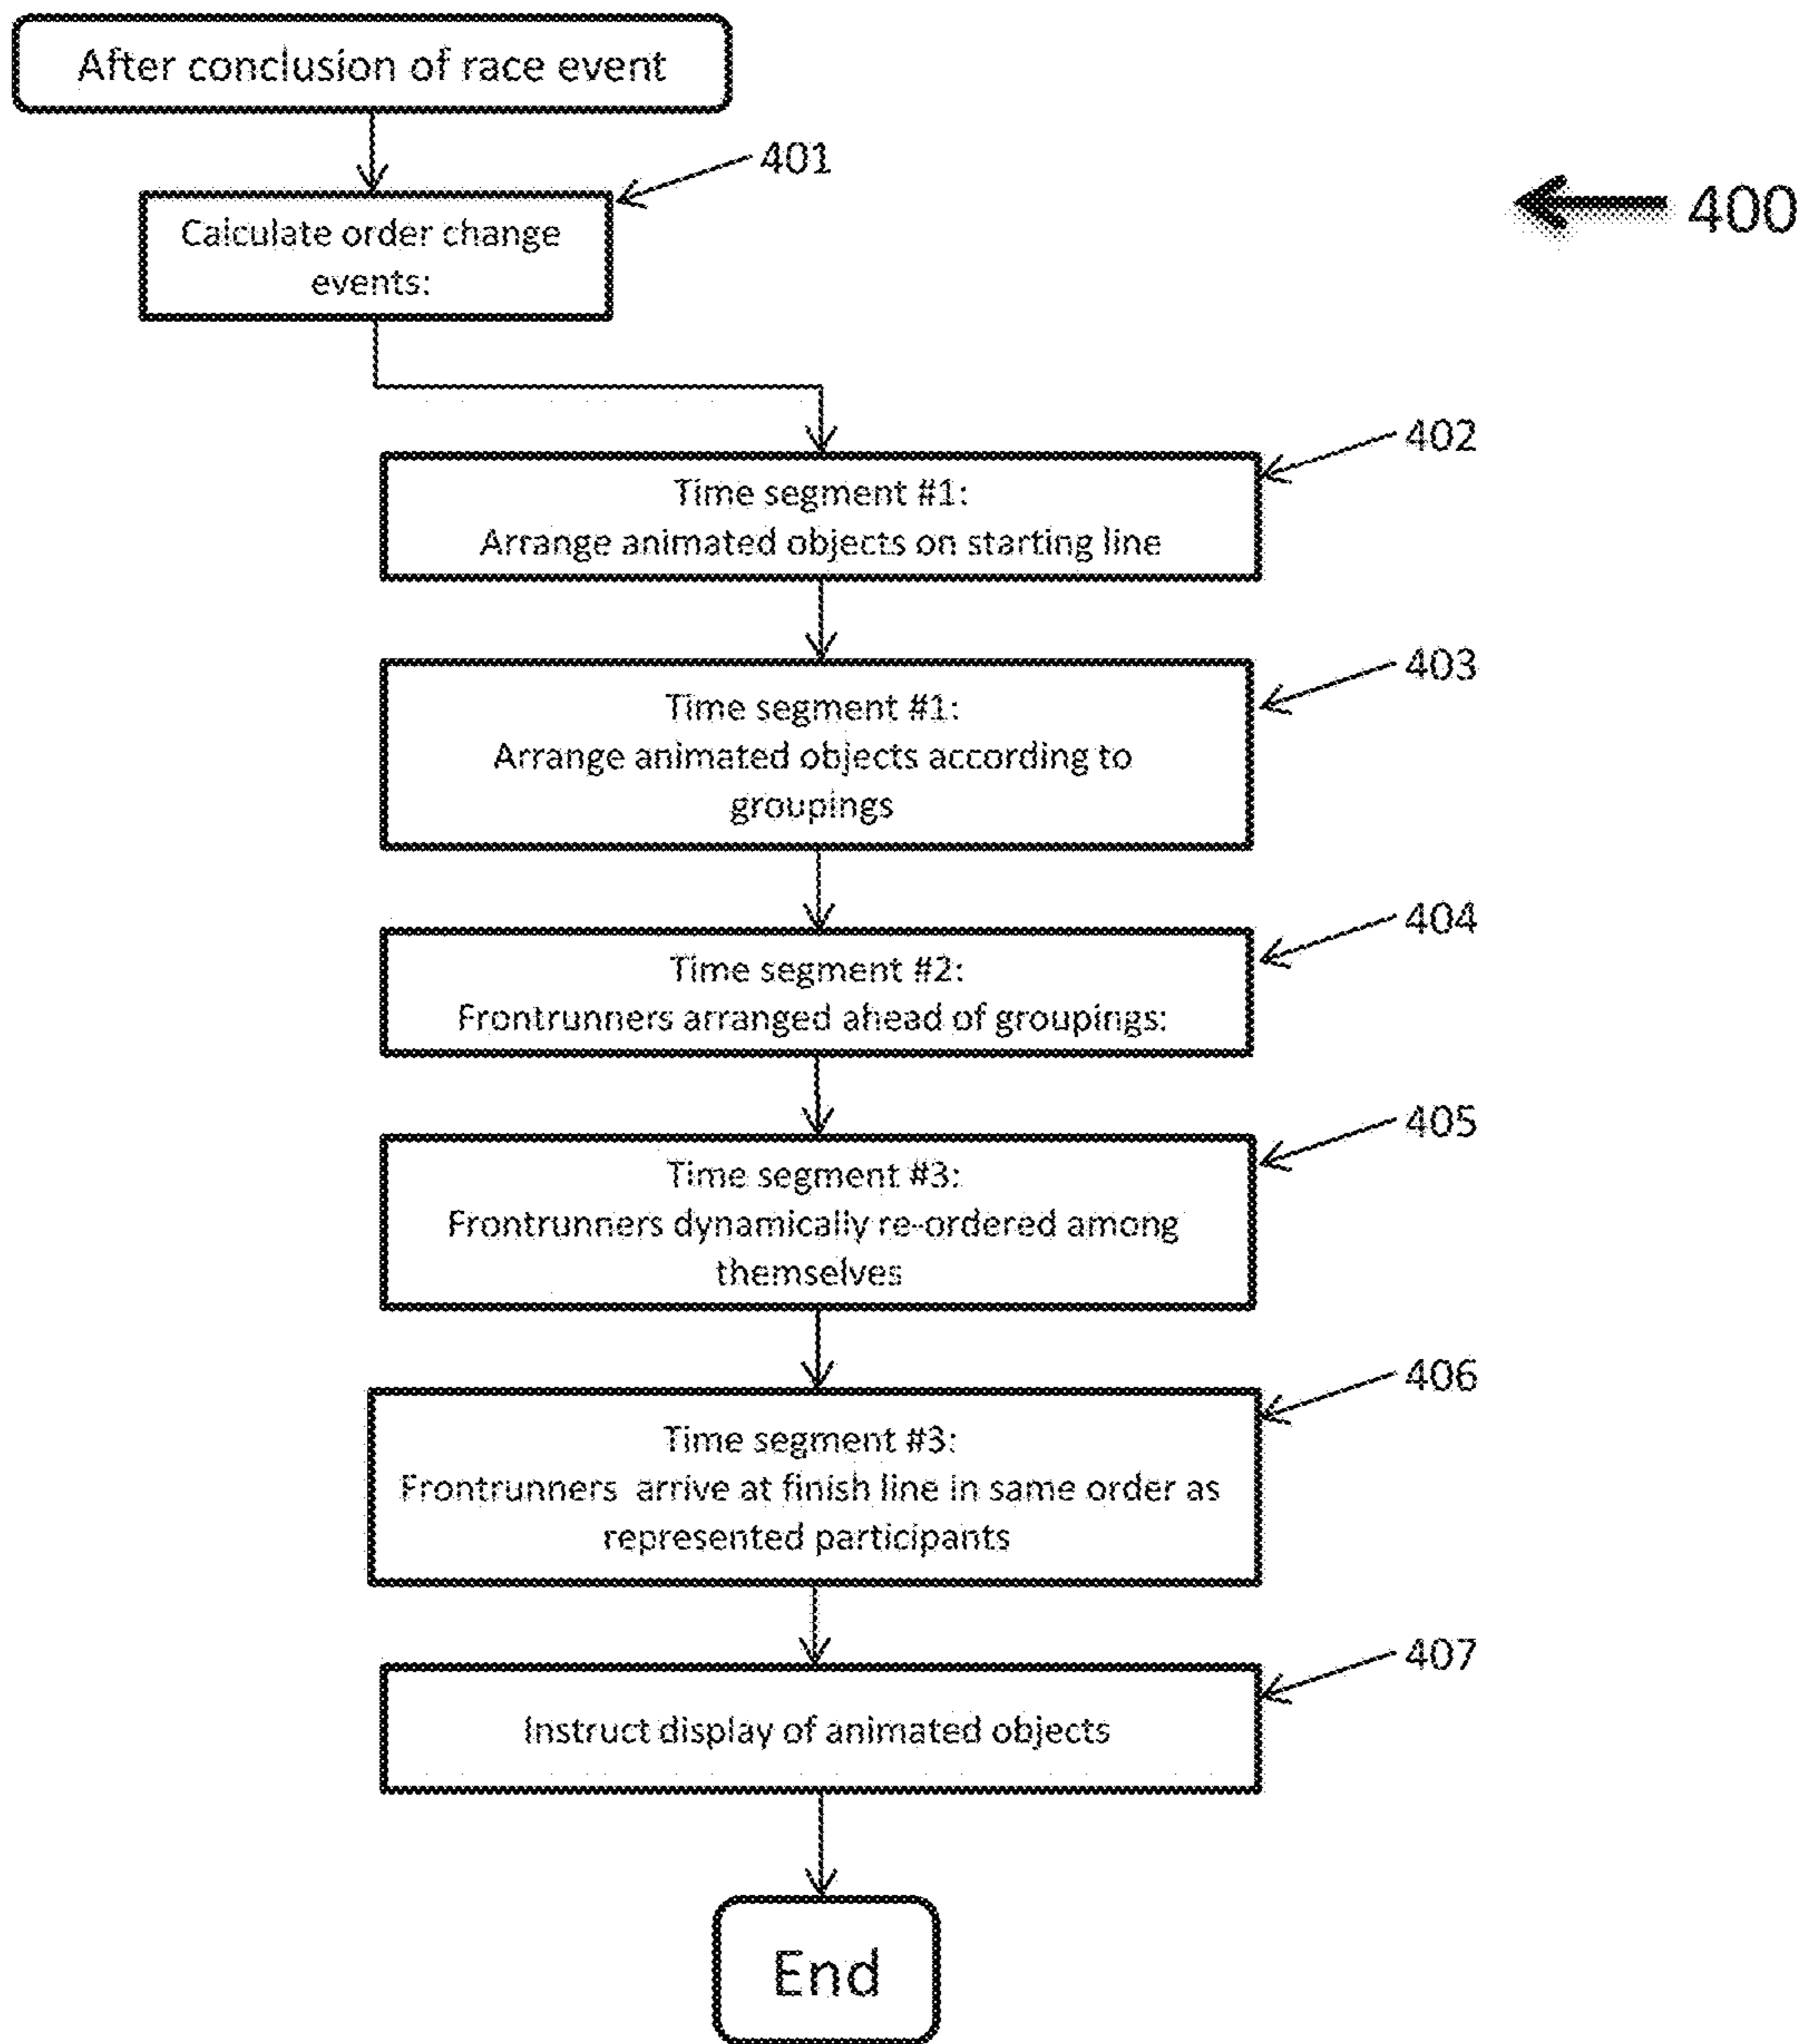 After conclusion of race event
401
400
Calculate order change
events:
402
Time segment #1:
Arrange animated objects on starting line
403
Time segment #1:
Arrange animated objects according to
groupings
404
Time segment #2:
Frontrunners arranged ahead of groupings:
405
Time segment #3:
Frontrunners dynamically re-ordered among
themselves
406
Time segment #3:
Frontrunners arrive at finish line in same order as
represented participants
407
Instruct display of animated objects
End